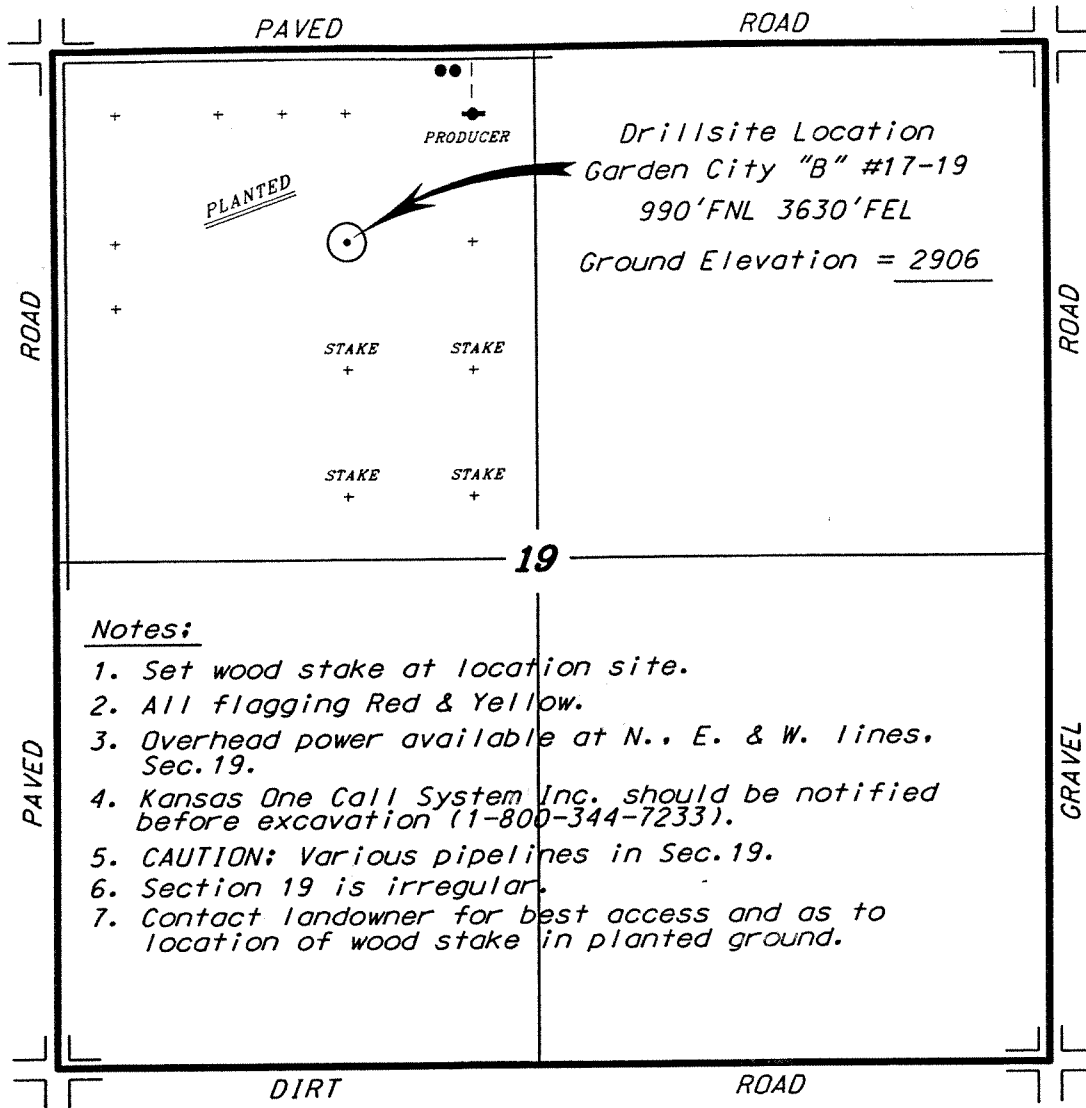 PAVED ROAD
PRODUCER
PLANTED
Drillsite Location
Garden City "B" #17-19
990'FNL 3630'FEL
Ground Elevation = 2906
ROAD
ROAD
STAKE STAKE
STAKE STAKE
19
Notes:
1. Set wood stake at location site.
2. All flagging Red & Yellow.
3. Overhead power available at N., E. & W. lines,
Sec.19.
4. Kansas One Call System Inc. should be notified
before excavation (1-800-344-7233).
5. CAUTION: Various pipelines in Sec.19.
6. Section 19 is irregular.
7. Contact landowner for best access and as to
location of wood stake in planted ground.
PAVED
GRAVEL
DIRT ROAD